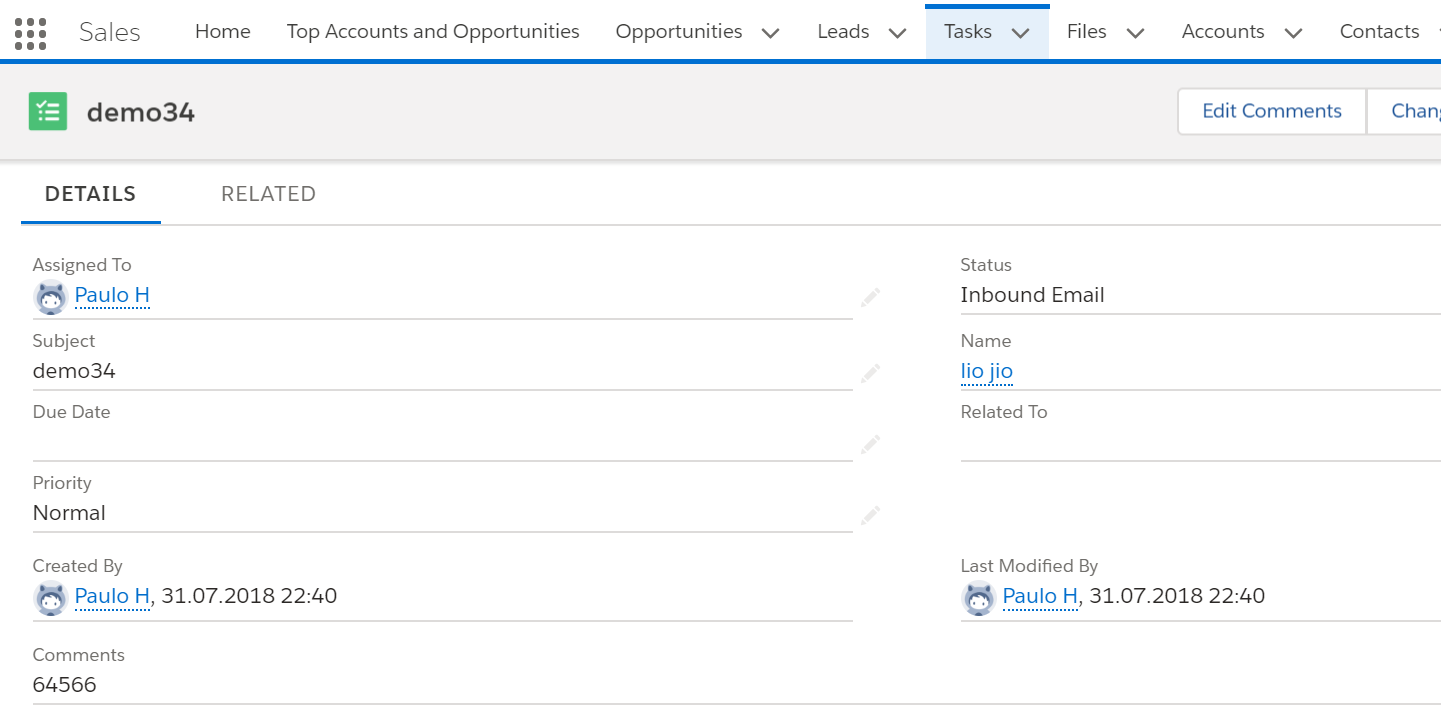 Sales Home Top Accounts and Opportunities Opportunities Leads Tasks Files Accounts Contacts
demo34
Edit Comments
DETAILS RELATED
Assigned To Status
Paulo H Inbound Email
Subject Name
demo34 lio jio
Due Date Related To
Priority
Normal
Created By Last Modified By
Paulo H, 31.07.2018 22:40 Paulo H, 31.07.2018 22:40
Comments
64566